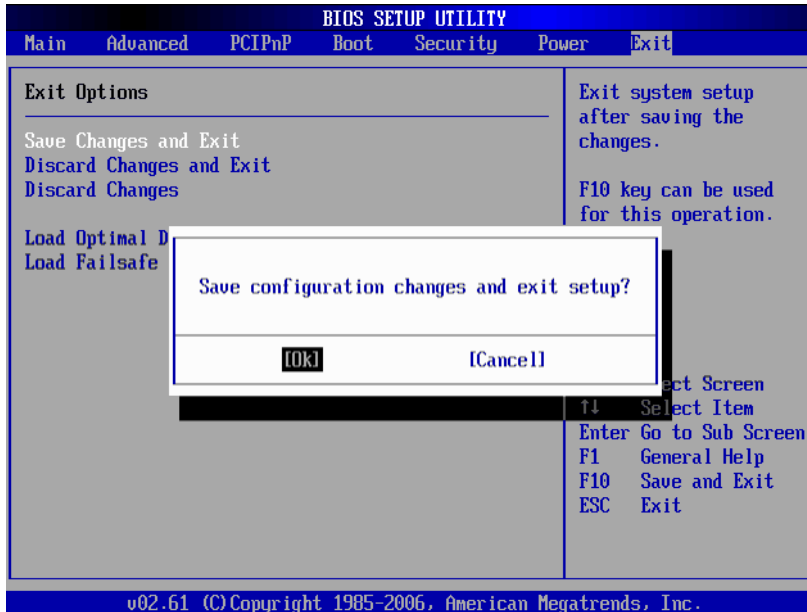 BIOS SETUP UTILITY
Main Advanced PCIPnP Boot Security Power Exit
Exit Options
Save Changes and Exit
Discard Changes and Exit
Discard Changes
Load Optimal D
Load Failsafe
Save configuration changes and exit setup?
[Ok] [Cancel]
Exit system setup
after saving the
changes.
F10 key can be used
for this operation.
ect Screen
↑↓ Select Item
Enter Go to Sub Screen
F1 General Help
F10 Save and Exit
ESC Exit
v02.61 (C)Copyright 1985-2006, American Megatrends, Inc.